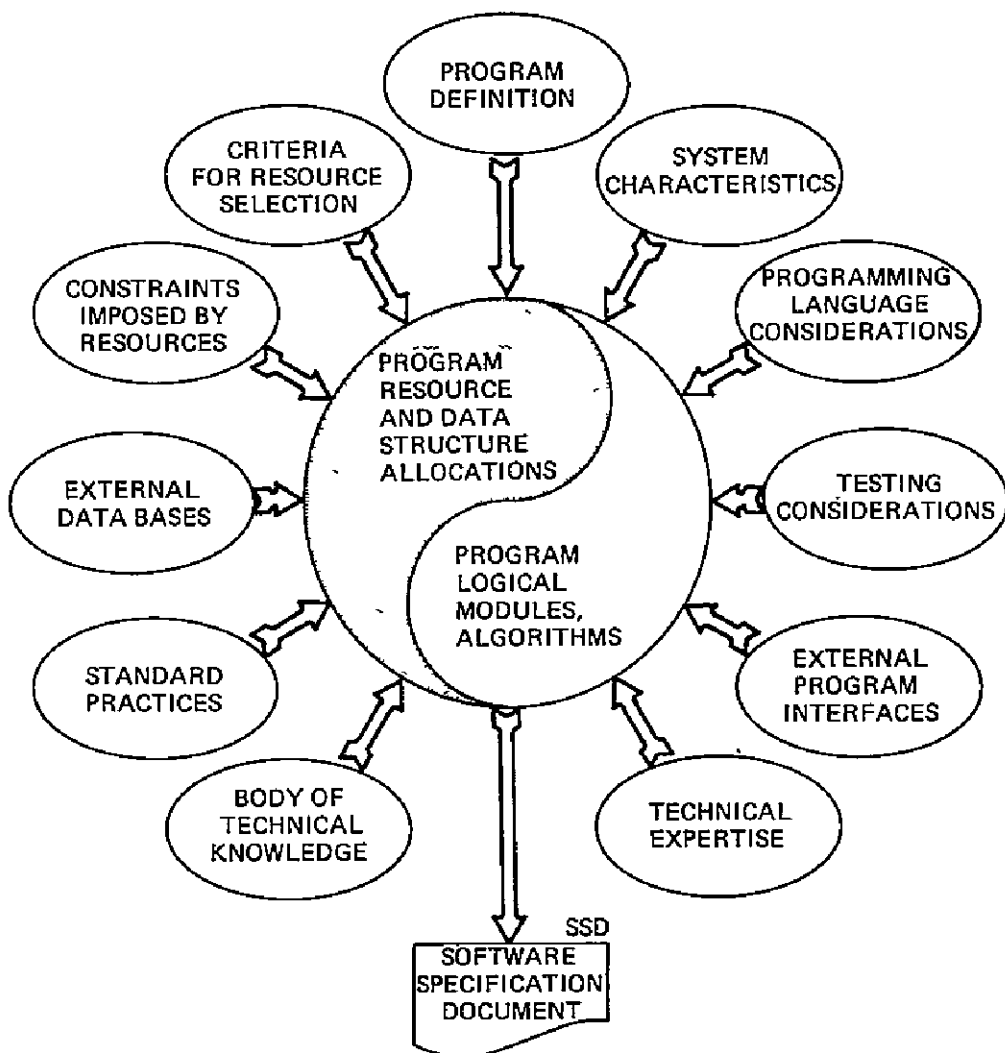 PROGRAM
DEFINITION
CRITERIA
FOR RESOURCE
SELECTION
SYSTEM
CHARACTERISTICS
CONSTRAINTS
IMPOSED BY
RESOURCES
PROGRAMMING
LANGUAGE
CONSIDERATIONS
PROGRAM
RESOURCE
AND DATA
STRUCTURE
ALLOCATIONS
EXTERNAL
DATA BASES
TESTING
CONSIDERATIONS
PROGRAM
LOGICAL
MODULES,
ALGORITHMS
STANDARD
PRACTICES
EXTERNAL
PROGRAM
INTERFACES
BODY OF
TECHNICAL
KNOWLEDGE
TECHNICAL
EXPERTISE
SSD
SOFTWARE
SPECIFICATION
DOCUMENT